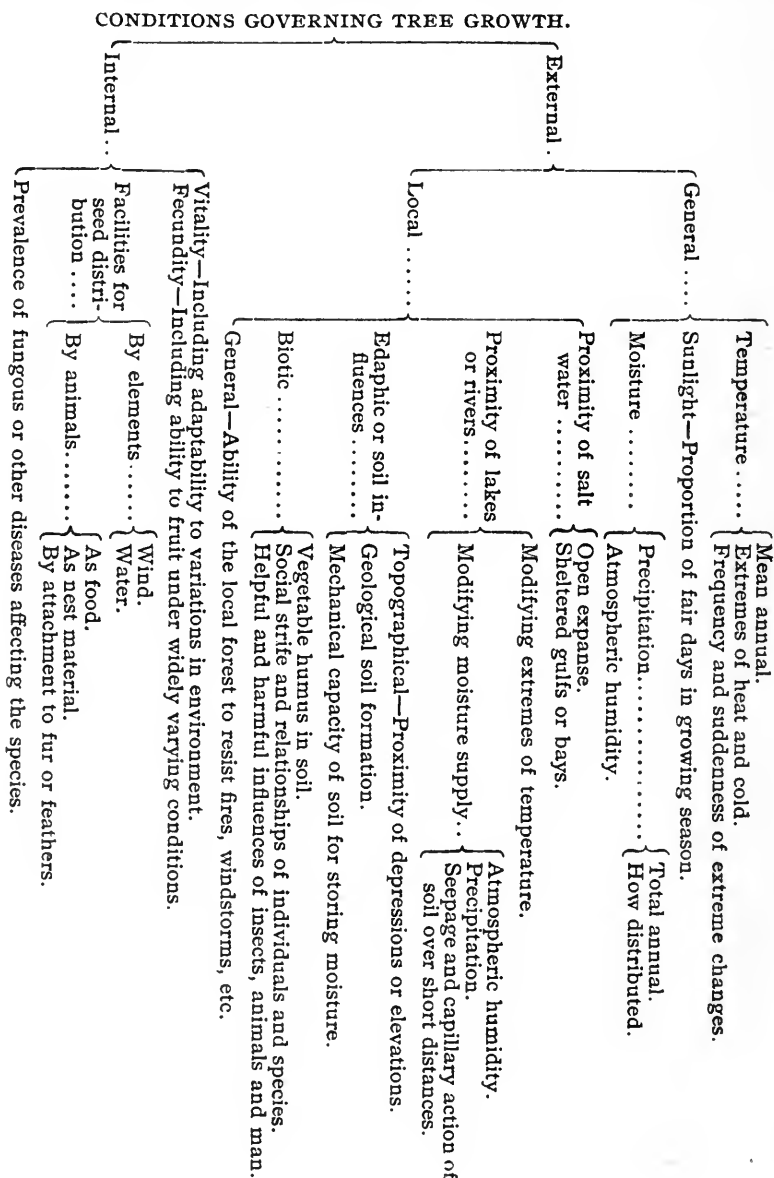 CONDITIONS GOVERNING TREE GROWTH.
External .
General .....
Temperature .....
Mean annual.
Extremes of heat and cold.
Frequency and suddenness of extreme changes.
Sunlight—Proportion of fair days in growing season.
Moisture .........
Precipitation................
Total annual.
How distributed.
Atmospheric humidity.
Local .......
Proximity of salt
water ..........
Open expanse.
Sheltered gulfs or bays.
Proximity of lakes
or rivers........
Modifying extremes of temperature.
Modifying moisture supply..
Atmospheric humidity.
Precipitation.
Seepage and capillary action of
soil over short distances.
Edaphic or soil in-
fluences ........
Topographical—Proximity of depressions or elevations.
Geological soil formation.
Mechanical capacity of soil for storing moisture.
Biotic ............
Vegetable humus in soil.
Social strife and relationships of individuals and species.
Helpful and harmful influences of insects, animals and man.
General—Ability of the local forest to resist fires, windstorms, etc.
Internal ..
Vitality—Including adaptability to variations in environment.
Fecundity—Including ability to fruit under widely varying conditions.
Facilities for
seed distri-
bution ....
By elements ......
Wind.
Water.
By animals.......
As food.
As nest material.
By attachment to fur or feathers.
Prevalence of fungous or other diseases affecting the species.